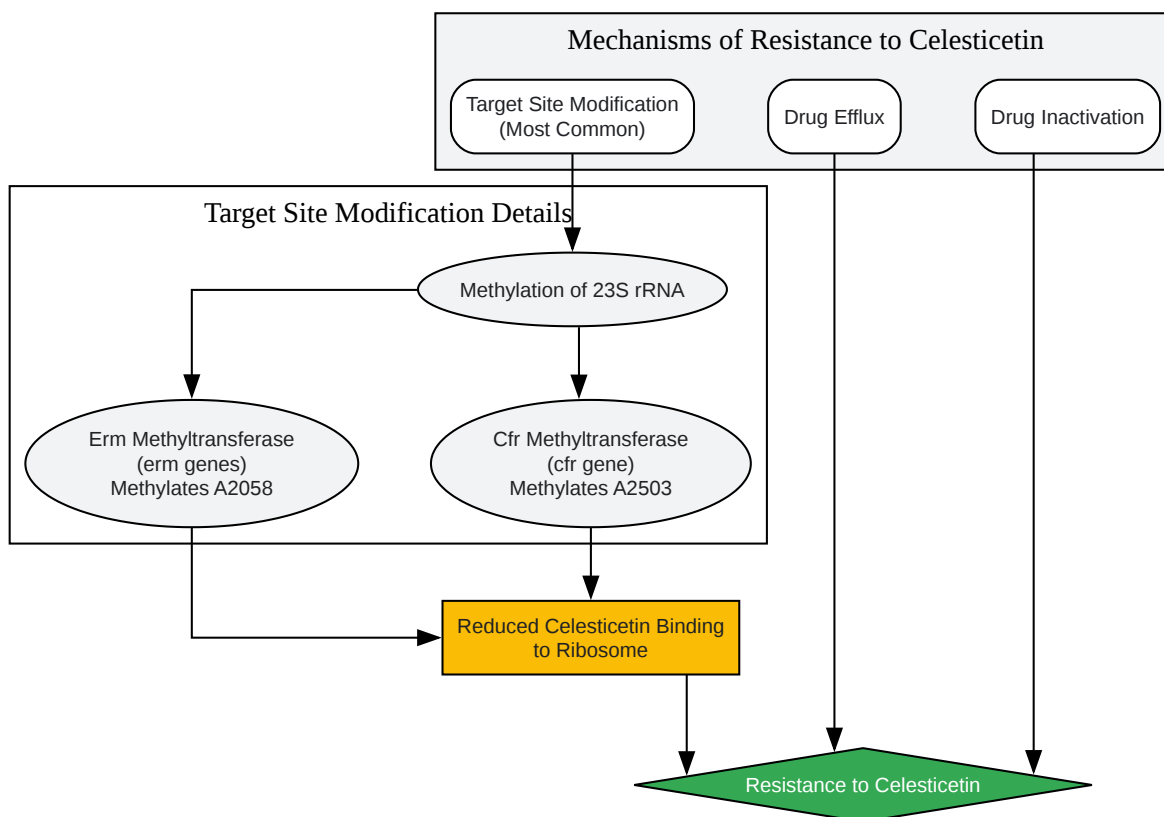 Mechanisms of Resistance to Celesticetin
Target Site Modification
(Most Common)
Drug Efflux
Drug Inactivation
Target Site Modification Details
Methylation of 23S rRNA
Erm Methyltransferase
(erm genes)
Methylates A2058
Cfr Methyltransferase
(cfr gene)
Methylates A2503
Reduced Celesticetin Binding
to Ribosome
Resistance to Celesticetin